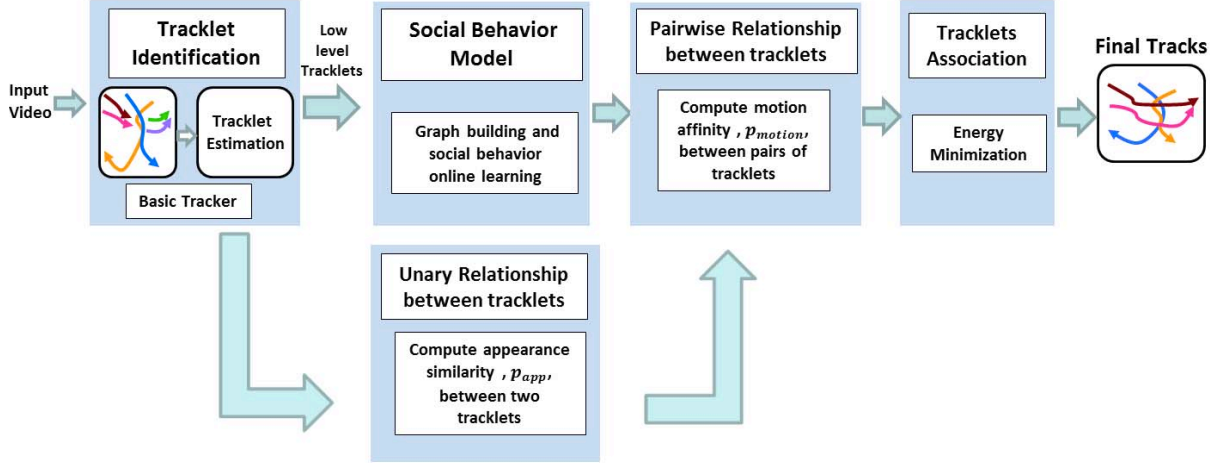 Input
Video
Tracklet
Identification
Tracklet
Estimation
Basic Tracker
Low
level
Tracklets
Social Behavior
Model
Graph building and
social behavior
online learning
Pairwise Relationship
between tracklets
Compute motion
affinity , p_motion,
between pairs of
tracklets
Tracklets
Association
Energy
Minimization
Final Tracks
Unary Relationship
between tracklets
Compute appearance
similarity , p_app,
between two
tracklets